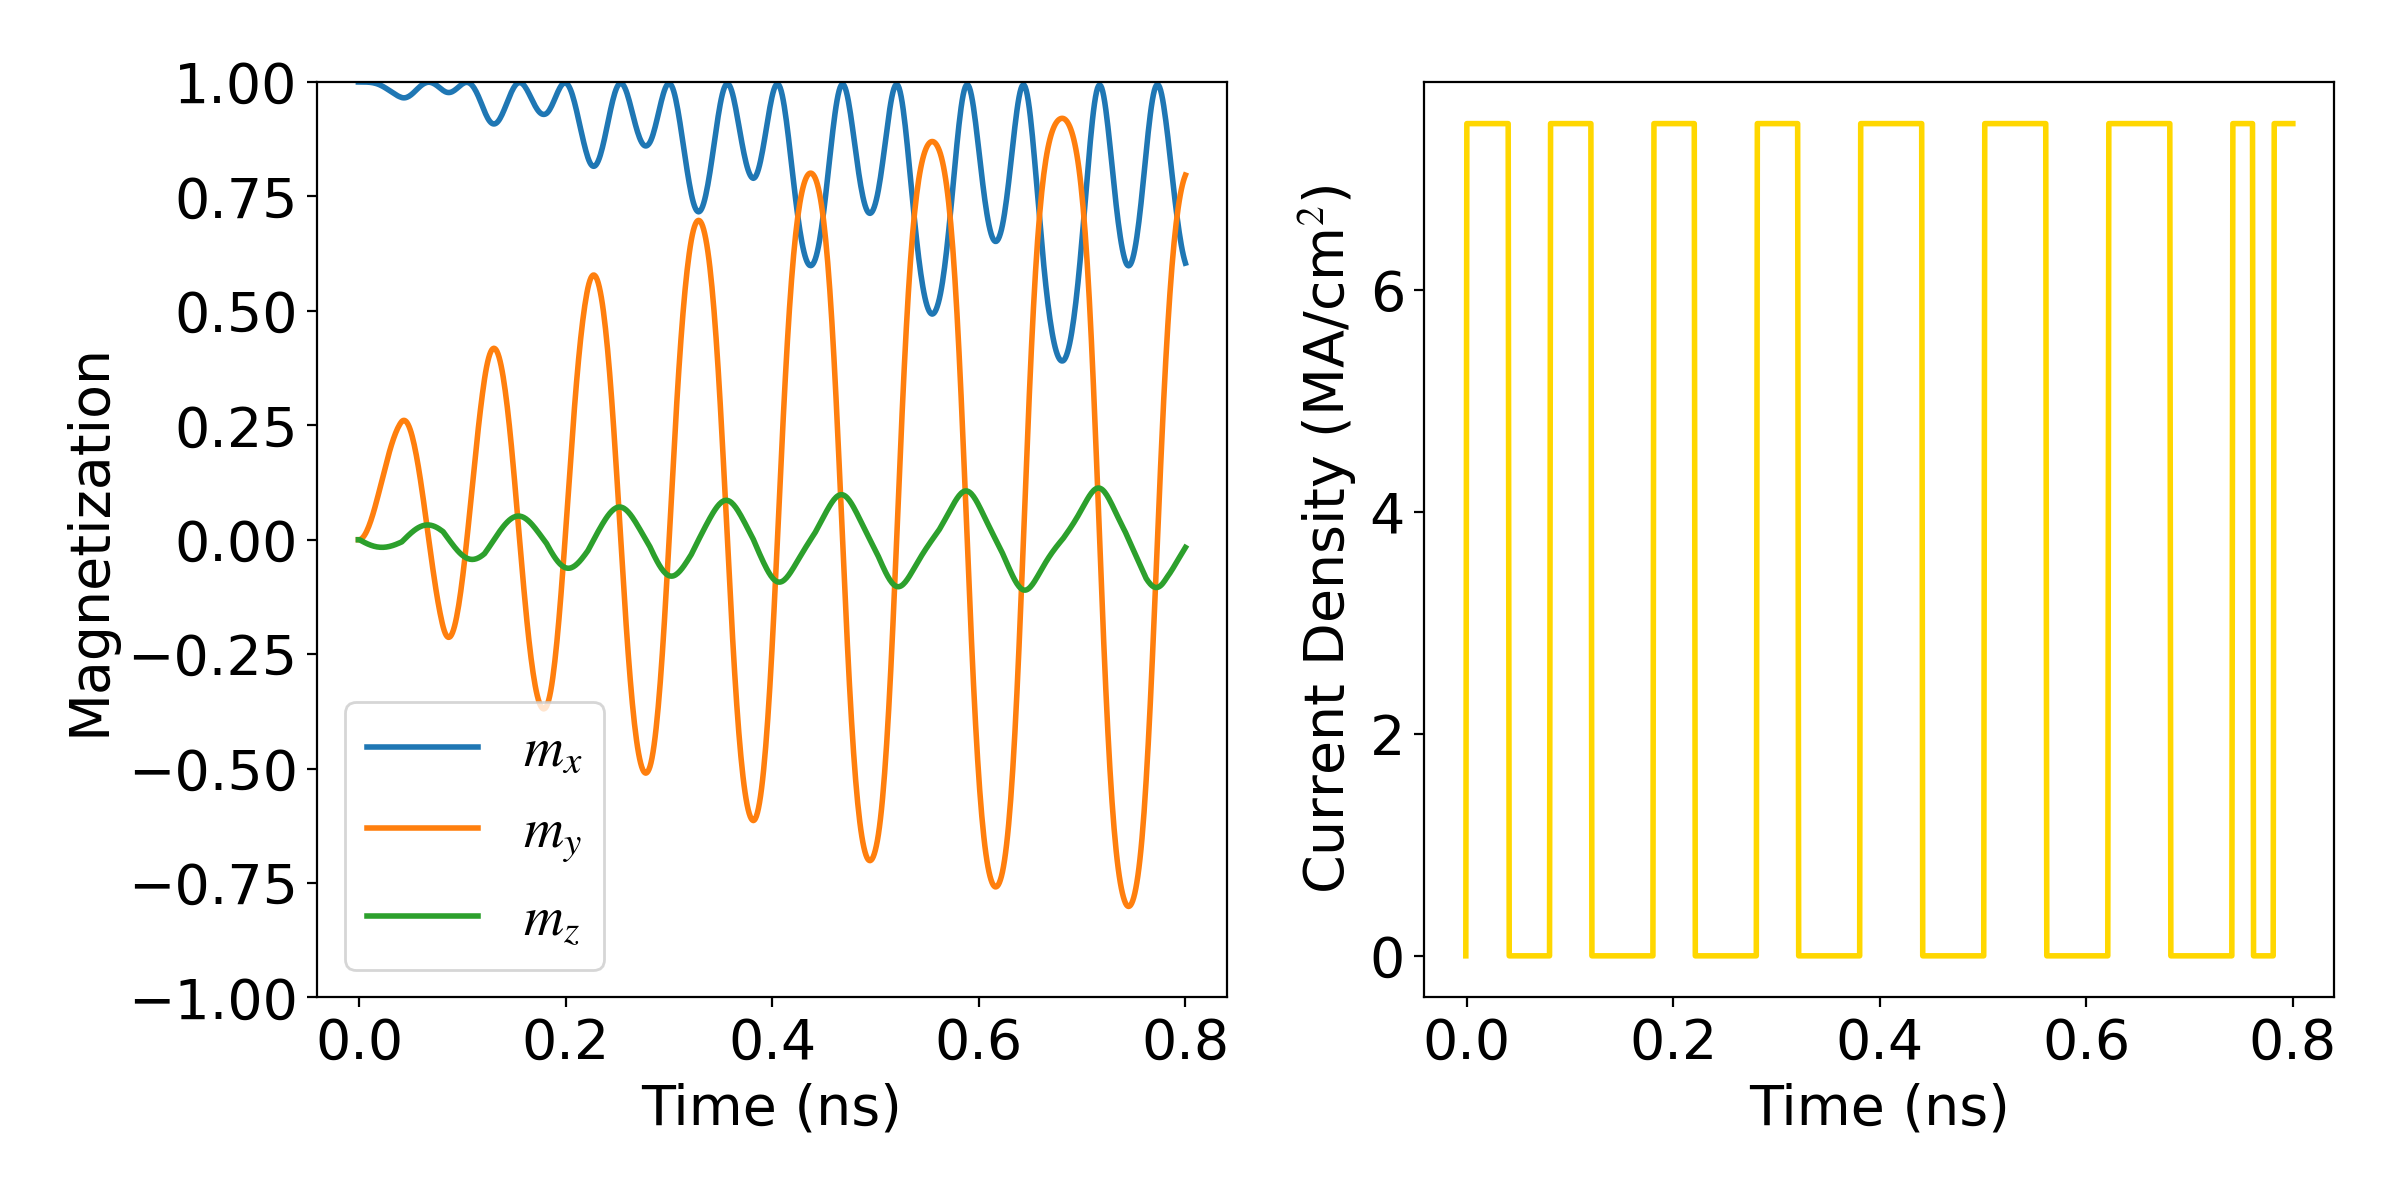 1.00
0.75
0.50
0.25
0.00
−0.25
−0.50
−0.75
−1.00
Magnetization
m_x
m_y
m_z
0.0 0.2 0.4 0.6 0.8
Time (ns)
6
4
2
0
Current Density (MA/cm²)
0.0 0.2 0.4 0.6 0.8
Time (ns)